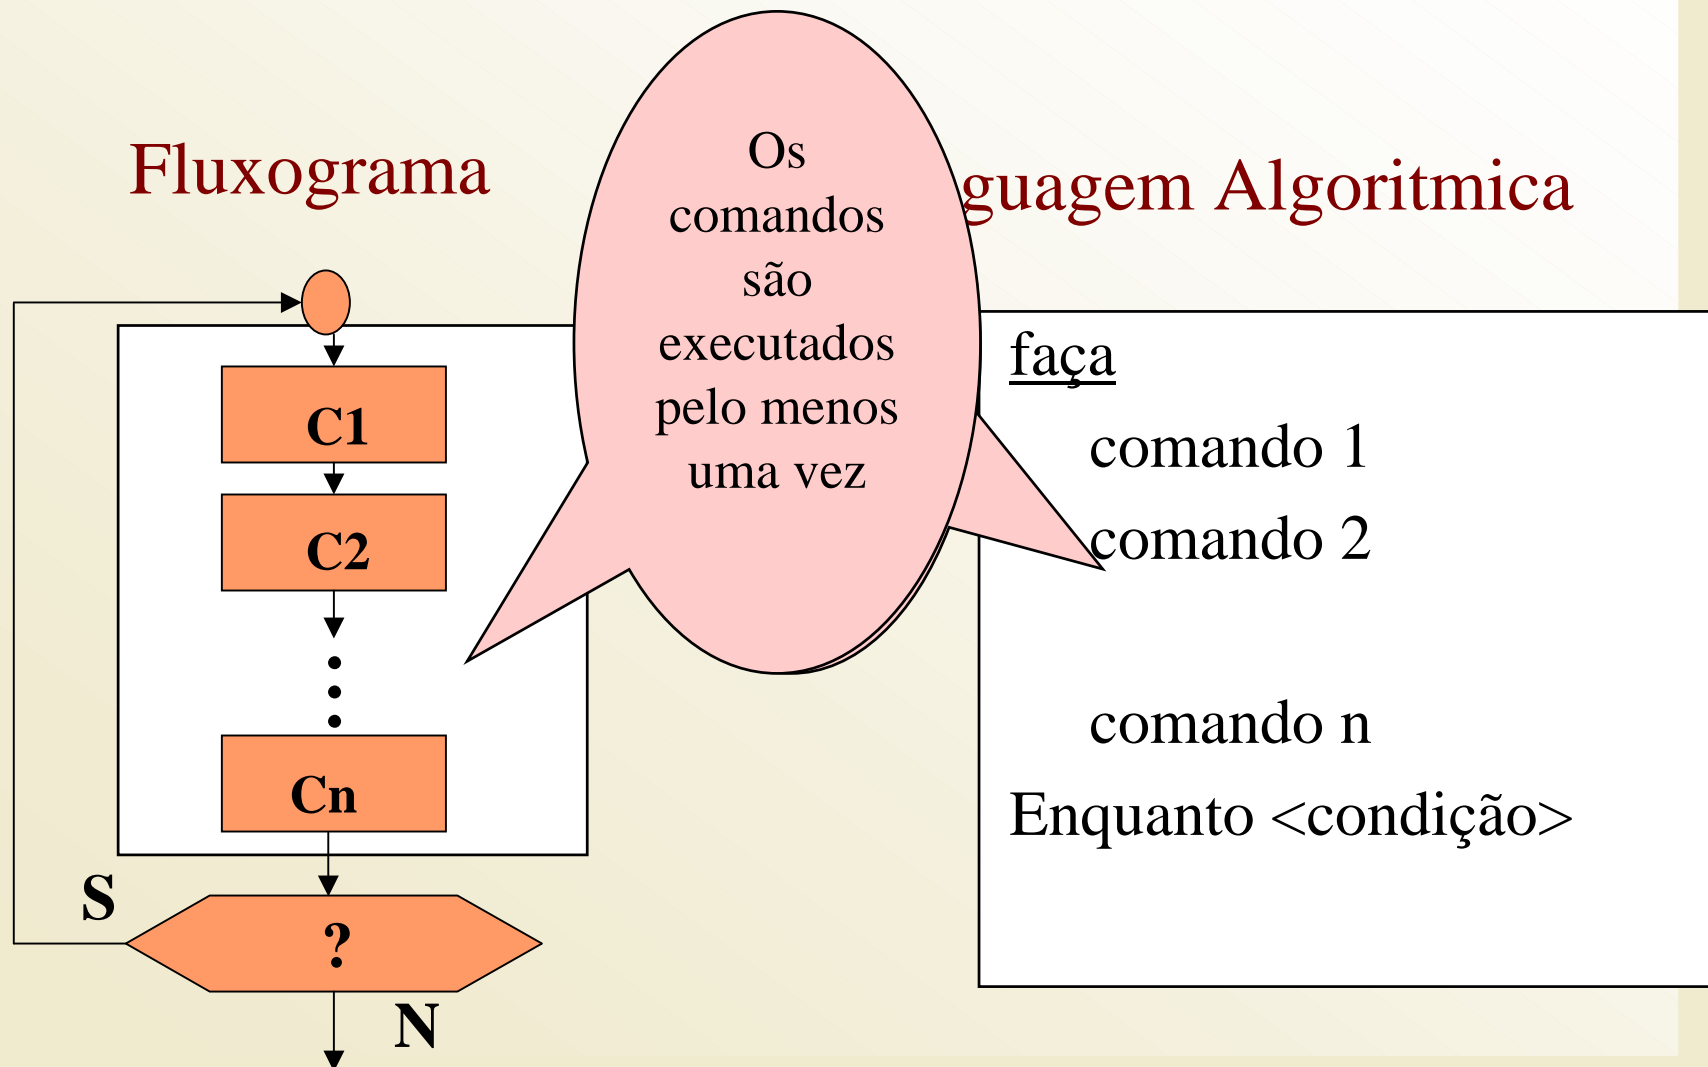 Fluxograma
guagem Algoritmica
Os
comandos
são
executados
pelo menos
uma vez
C1
C2
Cn
S
?
N
faça
comando 1
comando 2
comando n
Enquanto <condição>